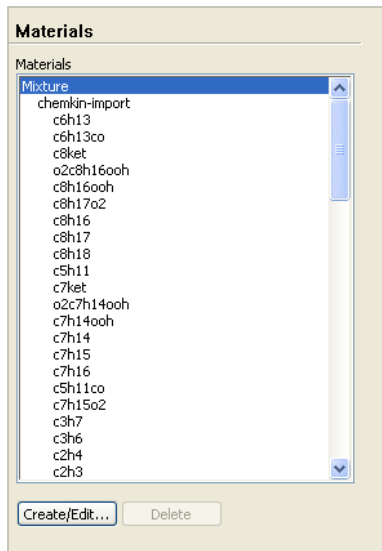 Materials
Materials
Mixture
chemkin-import
c6h13
c6h13co
c8ket
o2c8h16ooh
c8h16ooh
c8h17o2
c8h16
c8h17
c8h18
c5h11
c7ket
o2c7h14ooh
c7h14ooh
c7h14
c7h15
c7h16
c5h11co
c7h15o2
c3h7
c3h6
c2h4
c2h3
Create/Edit... Delete